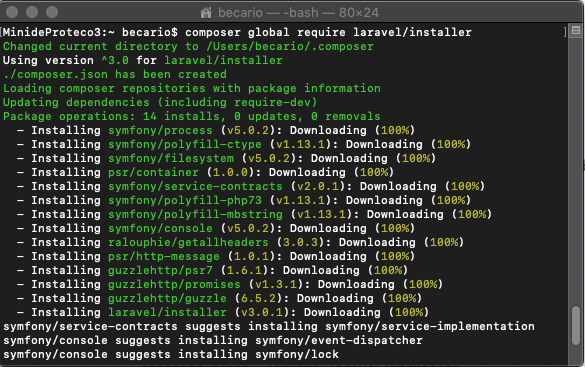 becario — -bash — 80×24
[MinideProteco3:~ becario$ composer global require laravel/installer ]
Changed current directory to /Users/becario/.composer
Using version ^3.0 for laravel/installer
./composer.json has been created
Loading composer repositories with package information
Updating dependencies (including require-dev)
Package operations: 14 installs, 0 updates, 0 removals
  - Installing symfony/process (v5.0.2): Downloading (100%)
  - Installing symfony/polyfill-ctype (v1.13.1): Downloading (100%)
  - Installing symfony/filesystem (v5.0.2): Downloading (100%)
  - Installing psr/container (1.0.0): Downloading (100%)
  - Installing symfony/service-contracts (v2.0.1): Downloading (100%)
  - Installing symfony/polyfill-php73 (v1.13.1): Downloading (100%)
  - Installing symfony/polyfill-mbstring (v1.13.1): Downloading (100%)
  - Installing symfony/console (v5.0.2): Downloading (100%)
  - Installing ralouphie/getallheaders (3.0.3): Downloading (100%)
  - Installing psr/http-message (1.0.1): Downloading (100%)
  - Installing guzzlehttp/psr7 (1.6.1): Downloading (100%)
  - Installing guzzlehttp/promises (v1.3.1): Downloading (100%)
  - Installing guzzlehttp/guzzle (6.5.2): Downloading (100%)
  - Installing laravel/installer (v3.0.1): Downloading (100%)
symfony/service-contracts suggests installing symfony/service-implementation
symfony/console suggests installing symfony/event-dispatcher
symfony/console suggests installing symfony/lock